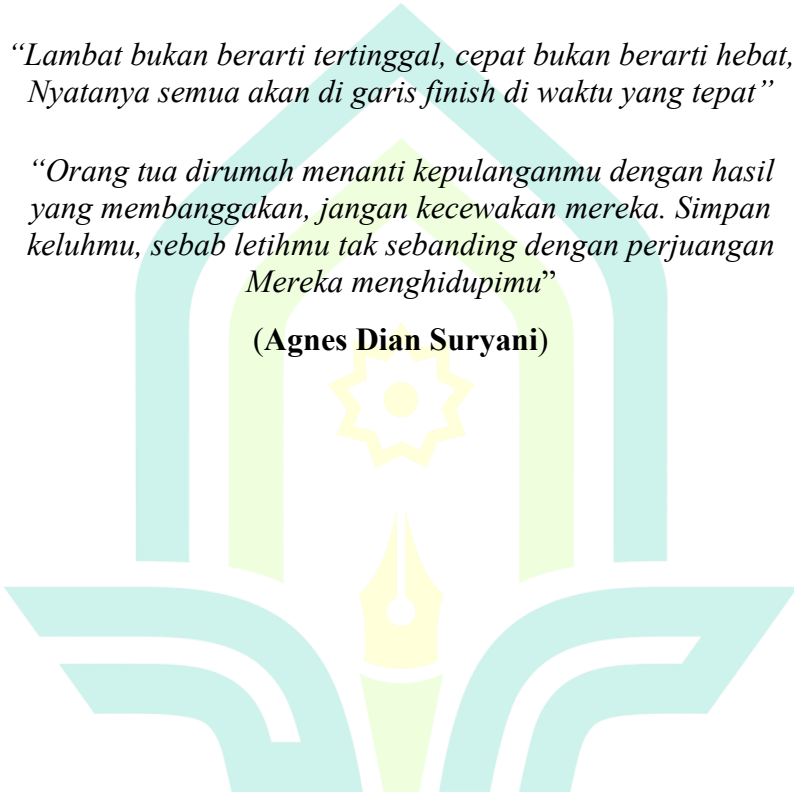 “Lambat bukan berarti tertinggal, cepat bukan berarti hebat,
Nyatanya semua akan di garis finish di waktu yang tepat”
“Orang tua dirumah menanti kepulanganmu dengan hasil
yang membanggakan, jangan kecewakan mereka. Simpan
keluhmu, sebab letihmu tak sebanding dengan perjuangan
Mereka menghidupimu”
(Agnes Dian Suryani)